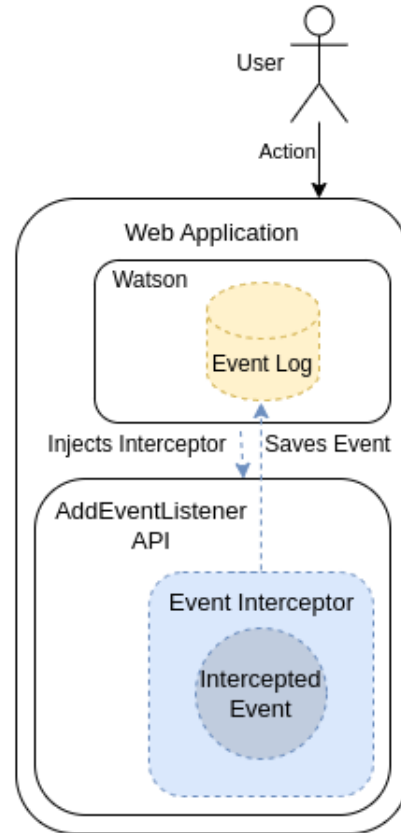 User
Action
Web Application
Watson
Event Log
Injects Interceptor
Saves Event
AddEventListener
API
Event Interceptor
Intercepted
Event